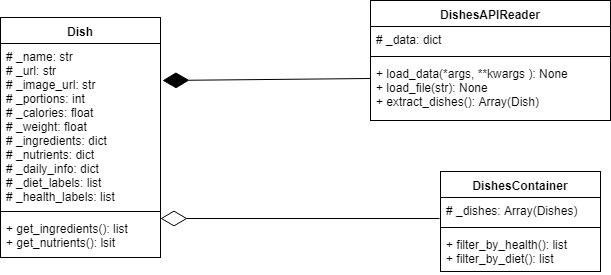 Dish
# _name: str
# _url: str
# _image_url: str
# _portions: int
# _calories: float
# _weight: float
# _ingredients: dict
# _nutrients: dict
# _daily_info: dict
# _diet_labels: list
# _health_labels: list
+ get_ingredients(): list
+ get_nutrients(): lsit
DishesAPIReader
# _data: dict
+ load_data(*args, **kwargs ): None
+ load_file(str): None
+ extract_dishes(): Array(Dish)
DishesContainer
# _dishes: Array(Dishes)
+ filter_by_health(): list
+ filter_by_diet(): list